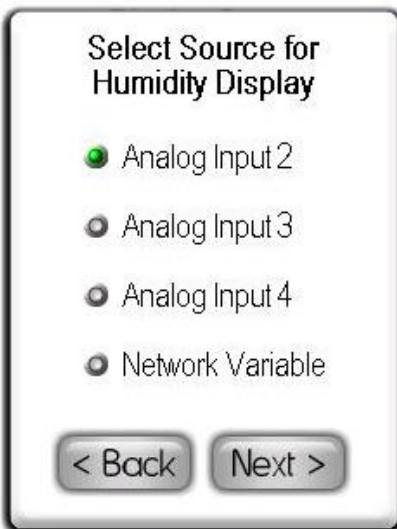 Select Source for
Humidity Display
Analog Input 2
Analog Input 3
Analog Input 4
Network Variable
< Back
Next >